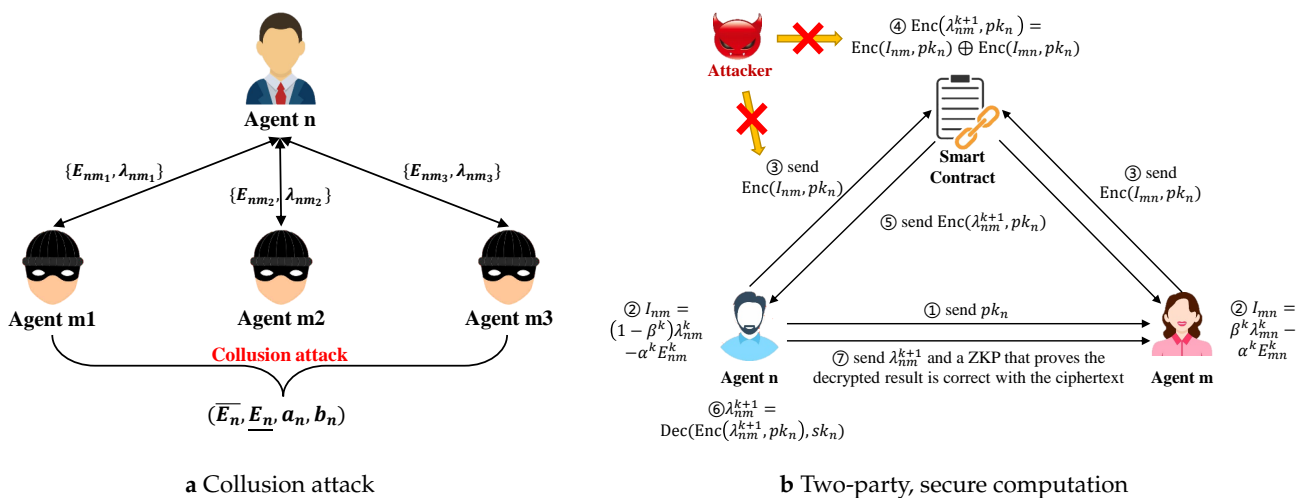 Agent n
{E_{nm_1}, λ_{nm_1}}
{E_{nm_2}, λ_{nm_2}}
{E_{nm_3}, λ_{nm_3}}
Agent m1
Agent m2
Agent m3
Collusion attack
(\overline{E_n}, \underline{E_n}, a_n, b_n)
a Collusion attack
Attacker
④ Enc(λ_{nm}^{k+1}, pk_n) =
Enc(I_{nm}, pk_n) ⊕ Enc(I_{mn}, pk_n)
Smart
Contract
③ send
Enc(I_{nm}, pk_n)
③ send
Enc(I_{mn}, pk_n)
⑤ send Enc(λ_{nm}^{k+1}, pk_n)
② I_{nm} =
(1 − β^k)λ_{nm}^k
−α^k E_{nm}^k
① send pk_n
② I_{mn} =
β^k λ_{mn}^k −
α^k E_{mn}^k
⑦ send λ_{nm}^{k+1} and a ZKP that proves the
decrypted result is correct with the ciphertext
Agent n
Agent m
⑥λ_{nm}^{k+1} =
Dec(Enc(λ_{nm}^{k+1}, pk_n), sk_n)
b Two-party, secure computation